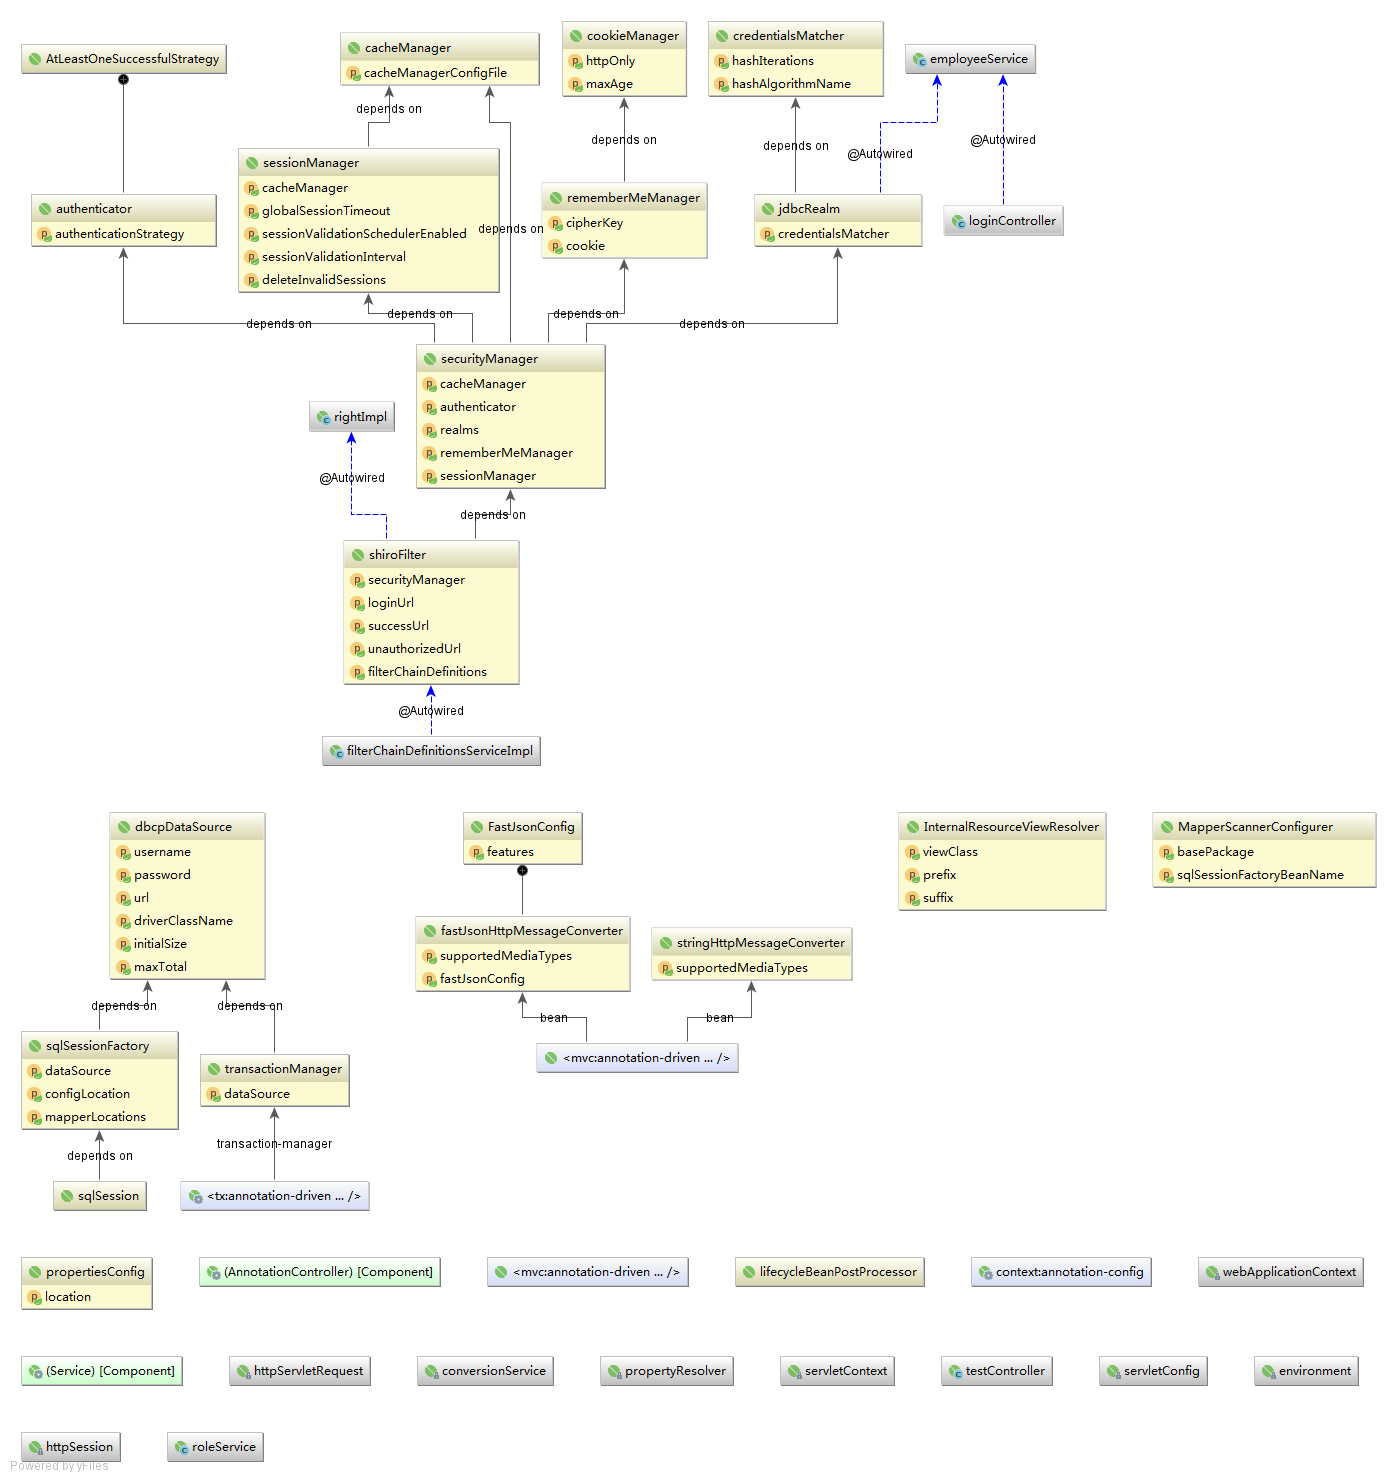 AtLeastOneSuccessfulStrategy
cacheManager
cacheManagerConfigFile
cookieManager
httpOnly
maxAge
credentialsMatcher
hashIterations
hashAlgorithmName
employeeService
depends on
depends on
depends on
@Autowired
@Autowired
sessionManager
cacheManager
globalSessionTimeout
sessionValidationSchedulerEnabled
sessionValidationInterval
deleteInvalidSessions
authenticator
authenticationStrategy
depends on
rememberMeManager
cipherKey
cookie
jdbcRealm
credentialsMatcher
loginController
depends on
depends on
depends on
depends on
securityManager
cacheManager
authenticator
realms
rememberMeManager
sessionManager
rightImpl
@Autowired
depends on
shiroFilter
securityManager
loginUrl
successUrl
unauthorizedUrl
filterChainDefinitions
@Autowired
filterChainDefinitionsServiceImpl
dbcpDataSource
username
password
url
driverClassName
initialSize
maxTotal
FastJsonConfig
features
InternalResourceViewResolver
viewClass
prefix
suffix
MapperScannerConfigurer
basePackage
sqlSessionFactoryBeanName
fastJsonHttpMessageConverter
supportedMediaTypes
fastJsonConfig
stringHttpMessageConverter
supportedMediaTypes
depends on
depends on
bean
bean
sqlSessionFactory
dataSource
configLocation
mapperLocations
transactionManager
dataSource
<mvc:annotation-driven ... />
depends on
transaction-manager
sqlSession
<tx:annotation-driven ... />
propertiesConfig
location
(AnnotationController) [Component]
<mvc:annotation-driven ... />
lifecycleBeanPostProcessor
context:annotation-config
webApplicationContext
(Service) [Component]
httpServletRequest
conversionService
propertyResolver
servletContext
testController
servletConfig
environment
httpSession
roleService
Powered by yFiles